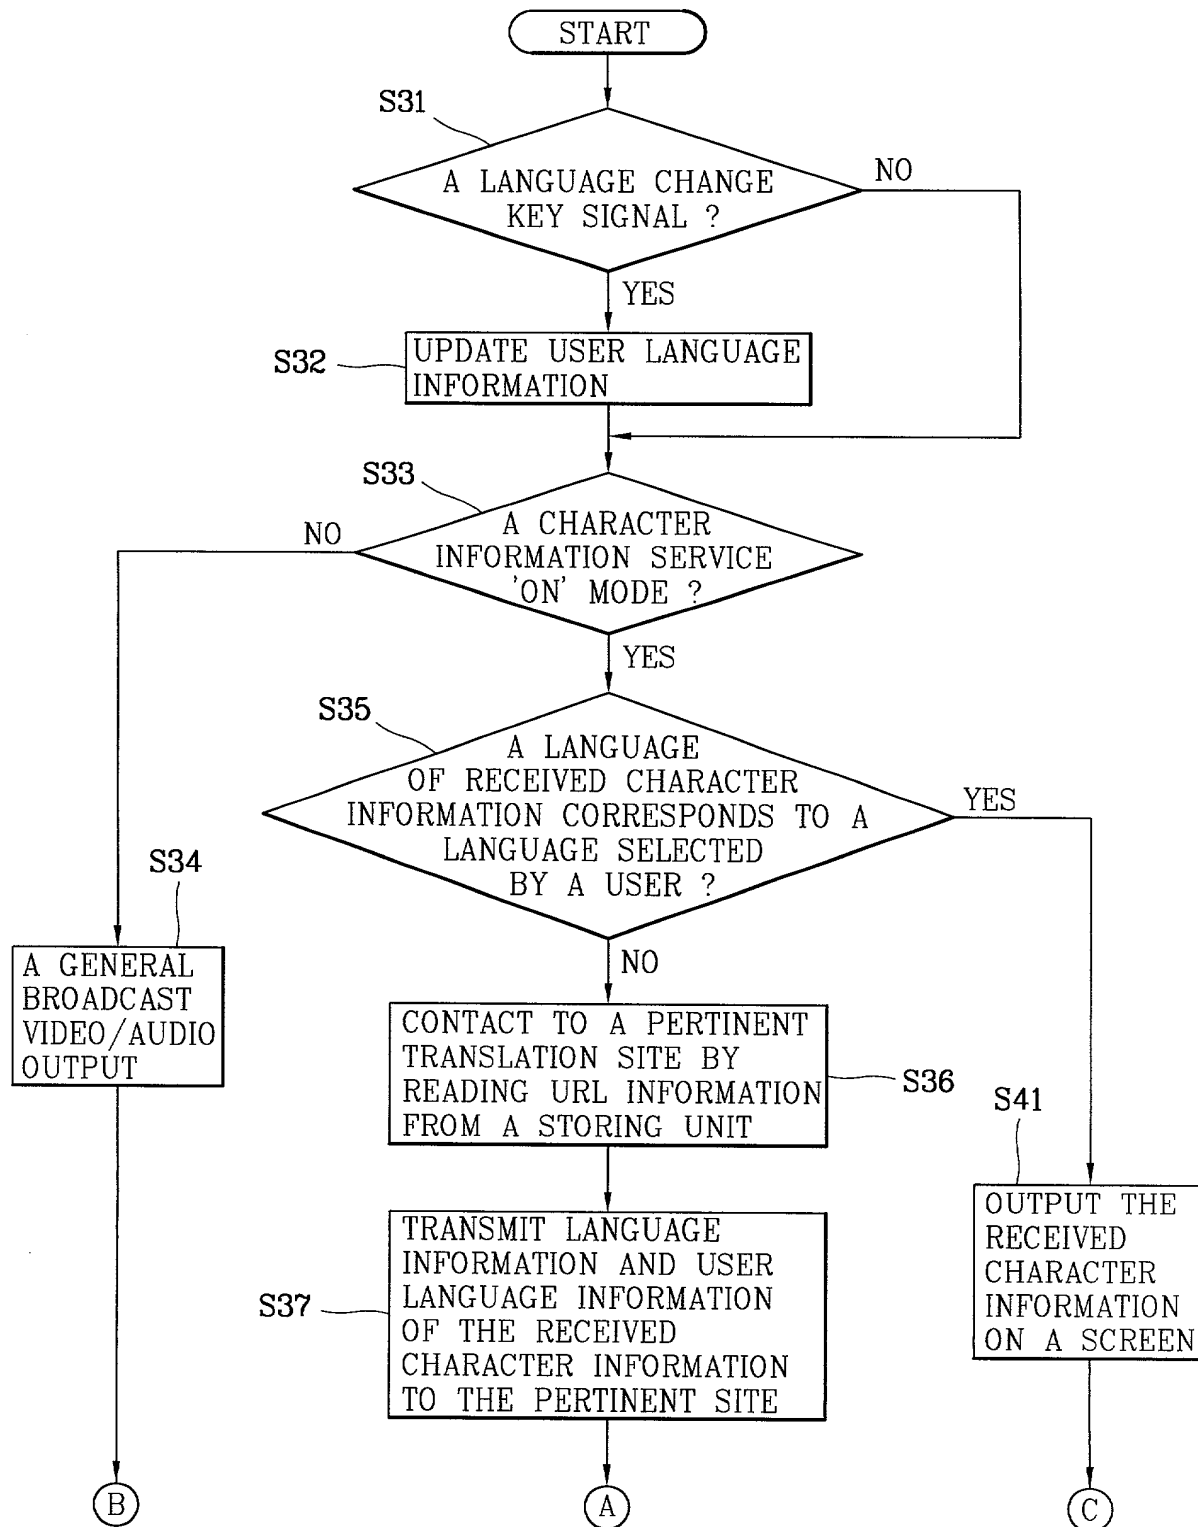 START
S31
A LANGUAGE CHANGE
KEY SIGNAL ?
NO
YES
S32
UPDATE USER LANGUAGE
INFORMATION
S33
A CHARACTER
INFORMATION SERVICE
'ON' MODE ?
NO
YES
S35
A LANGUAGE
OF RECEIVED CHARACTER
INFORMATION CORRESPONDS TO A
LANGUAGE SELECTED
BY A USER ?
YES
NO
S34
A GENERAL
BROADCAST
VIDEO/AUDIO
OUTPUT
CONTACT TO A PERTINENT
TRANSLATION SITE BY
READING URL INFORMATION
FROM A STORING UNIT
S36
S41
OUTPUT THE
RECEIVED
CHARACTER
INFORMATION
ON A SCREEN
S37
TRANSMIT LANGUAGE
INFORMATION AND USER
LANGUAGE INFORMATION
OF THE RECEIVED
CHARACTER INFORMATION
TO THE PERTINENT SITE
B
A
C